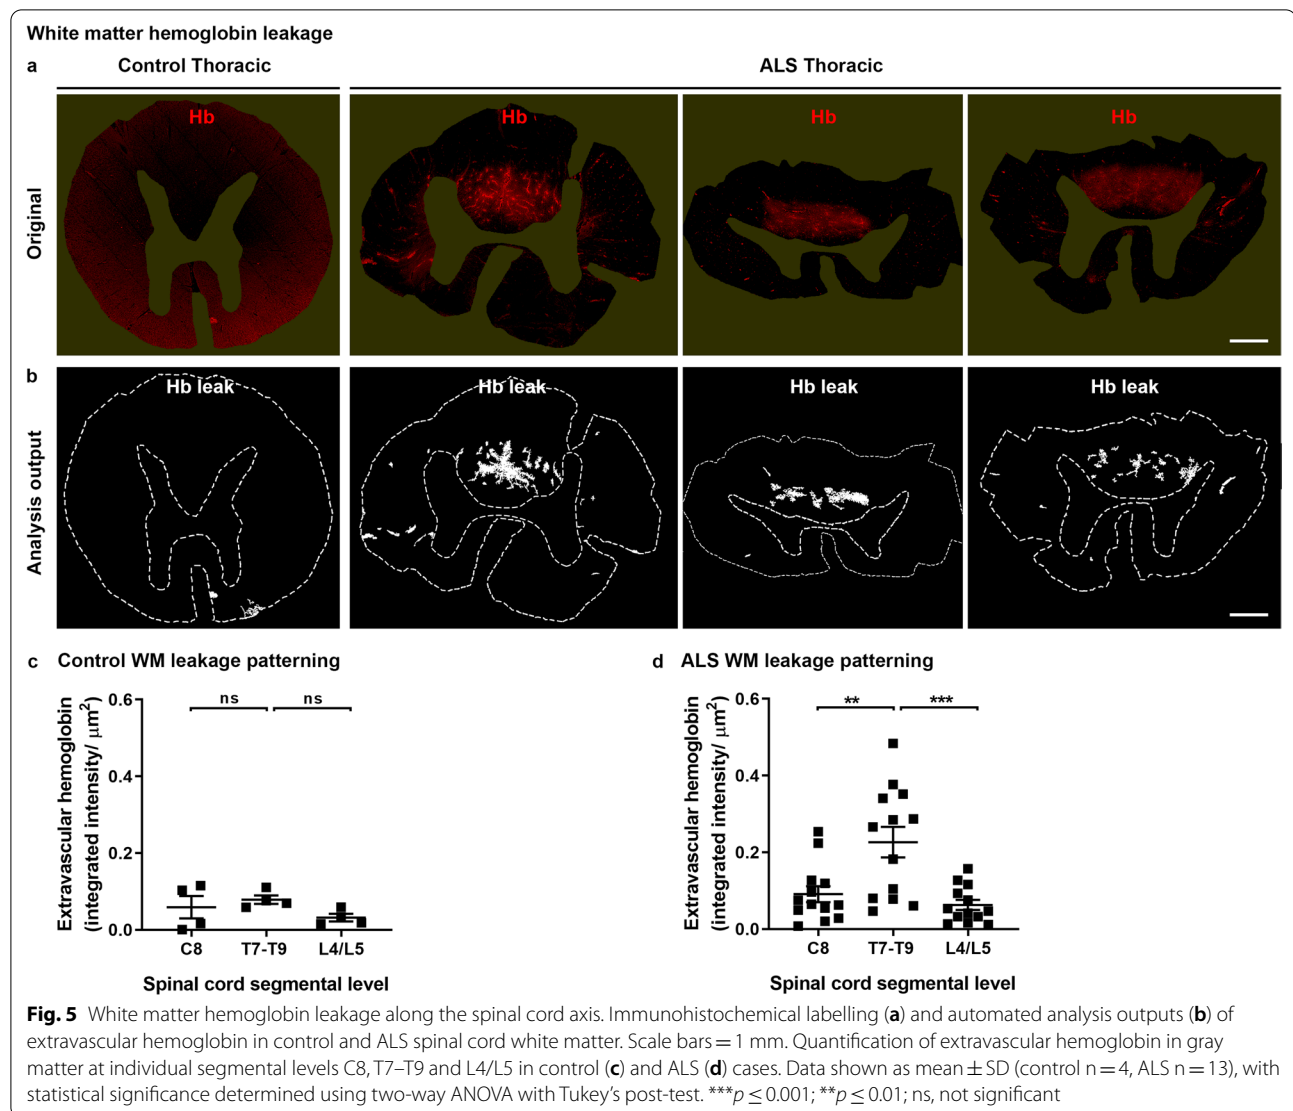 White matter hemoglobin leakage
a Control Thoracic ALS Thoracic
Original
Hb Hb Hb Hb
b
Analysis output
Hb leak Hb leak Hb leak Hb leak
c Control WM leakage patterning
Extravascular hemoglobin
(integrated intensity/ μm²)
0.6
0.4
0.2
0.0
ns ns
C8 T7-T9 L4/L5
Spinal cord segmental level
d ALS WM leakage patterning
Extravascular hemoglobin
(integrated intensity/ μm²)
0.6
0.4
0.2
0.0
** ***
C8 T7-T9 L4/L5
Spinal cord segmental level
Fig. 5 White matter hemoglobin leakage along the spinal cord axis. Immunohistochemical labelling (a) and automated analysis outputs (b) of
extravascular hemoglobin in control and ALS spinal cord white matter. Scale bars = 1 mm. Quantification of extravascular hemoglobin in gray
matter at individual segmental levels C8, T7–T9 and L4/L5 in control (c) and ALS (d) cases. Data shown as mean ± SD (control n = 4, ALS n = 13), with
statistical significance determined using two-way ANOVA with Tukey's post-test. ***p ≤ 0.001; **p ≤ 0.01; ns, not significant